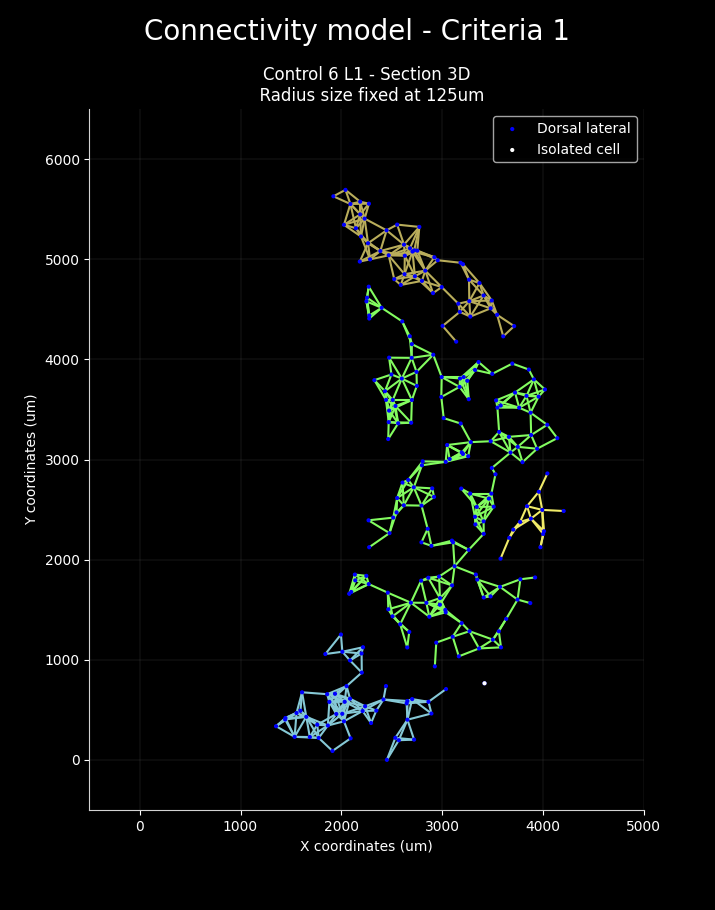 Connectivity model - Criteria 1
Control 6 L1 - Section 3D
Radius size fixed at 125um
Dorsal lateral
Isolated cell
6000
5000
4000
3000
2000
1000
0
Y coordinates (um)
0 1000 2000 3000 4000 5000
X coordinates (um)